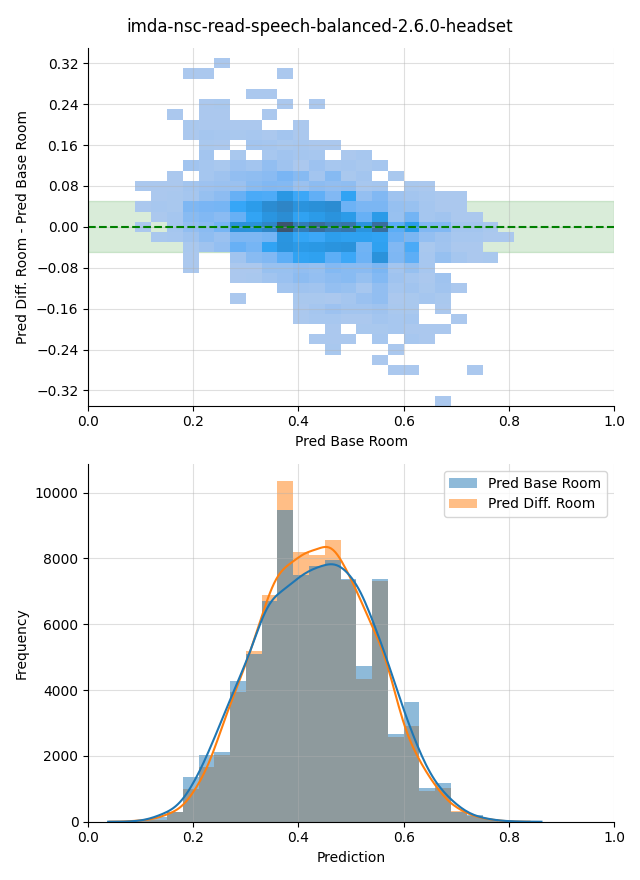 imda-nsc-read-speech-balanced-2.6.0-headset
Pred Diff. Room - Pred Base Room
0.32
0.24
0.16
0.08
0.00
−0.08
−0.16
−0.24
−0.32
0.0 0.2 0.4 0.6 0.8 1.0
Pred Base Room
Pred Base Room
Pred Diff. Room
Frequency
10000
8000
6000
4000
2000
0
0.0 0.2 0.4 0.6 0.8 1.0
Prediction